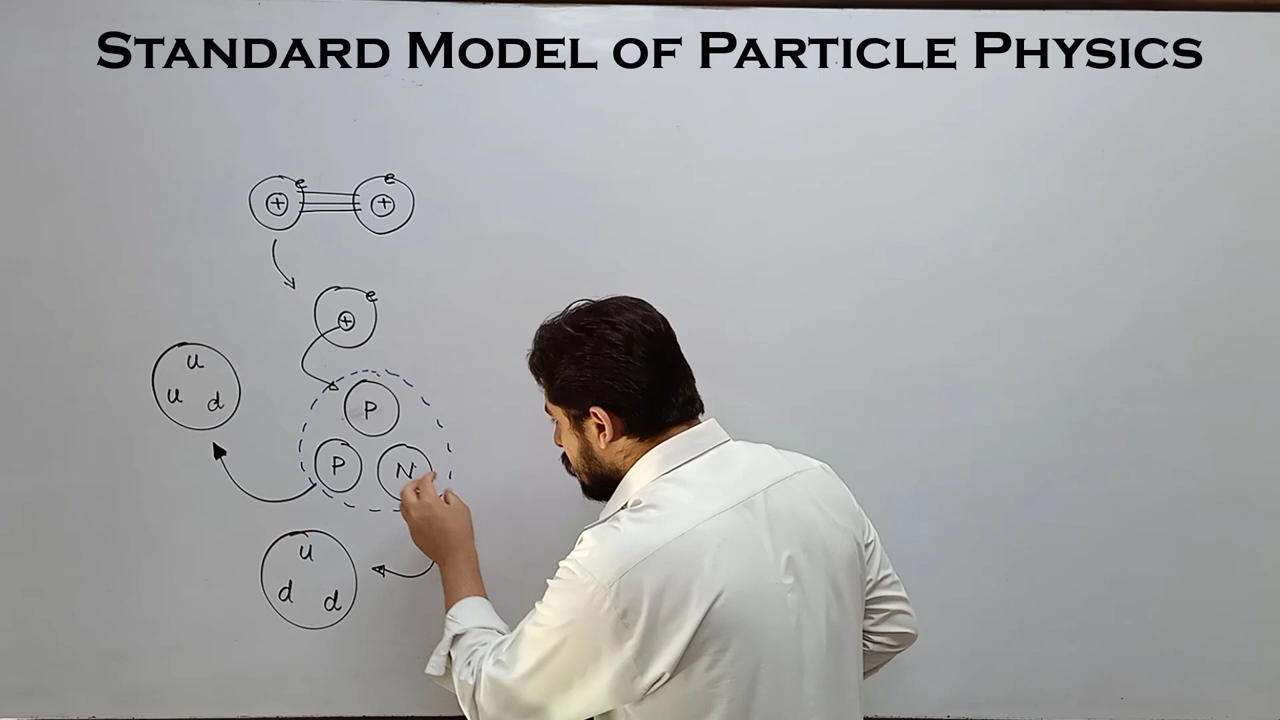 STANDARD MODEL OF PARTICLE PHYSICS
e e
+ +
e
+
u
u d
P
P N
u
d d